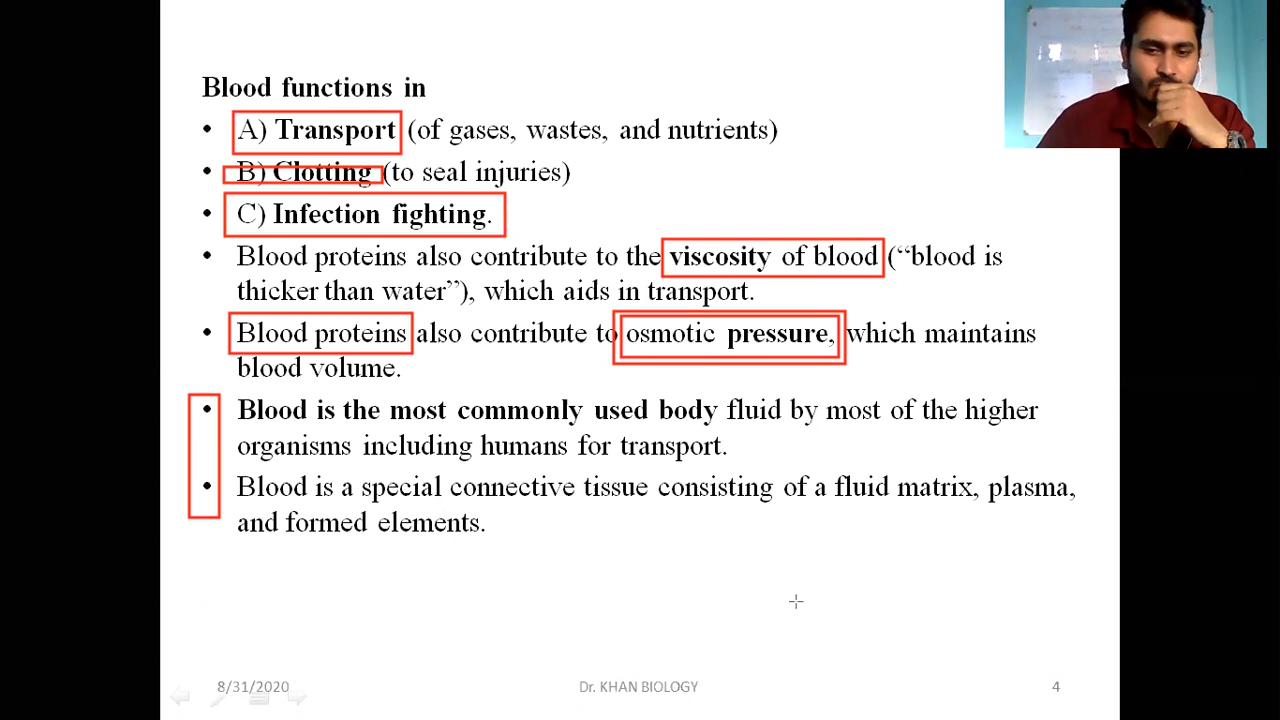 Blood functions in
• A) Transport (of gases, wastes, and nutrients)
• B) Clotting (to seal injuries)
• C) Infection fighting.
• Blood proteins also contribute to the viscosity of blood (“blood is
thicker than water”), which aids in transport.
• Blood proteins also contribute to osmotic pressure, which maintains
blood volume.
• Blood is the most commonly used body fluid by most of the higher
organisms including humans for transport.
• Blood is a special connective tissue consisting of a fluid matrix, plasma,
and formed elements.
8/31/2020 Dr. KHAN BIOLOGY 4